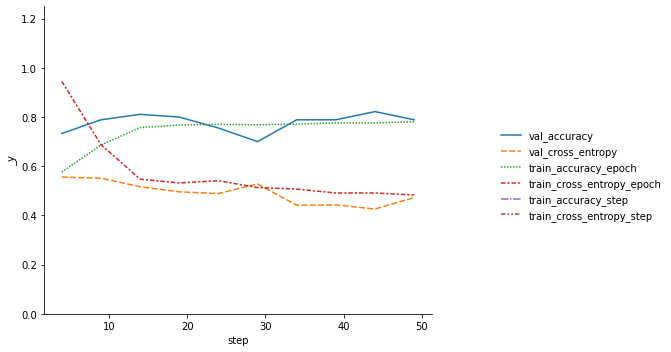 1.2
1.0
0.8
0.6
0.4
0.2
0.0
_y
10
20
30
40
50
step
val_accuracy
val_cross_entropy
train_accuracy_epoch
train_cross_entropy_epoch
train_accuracy_step
train_cross_entropy_step